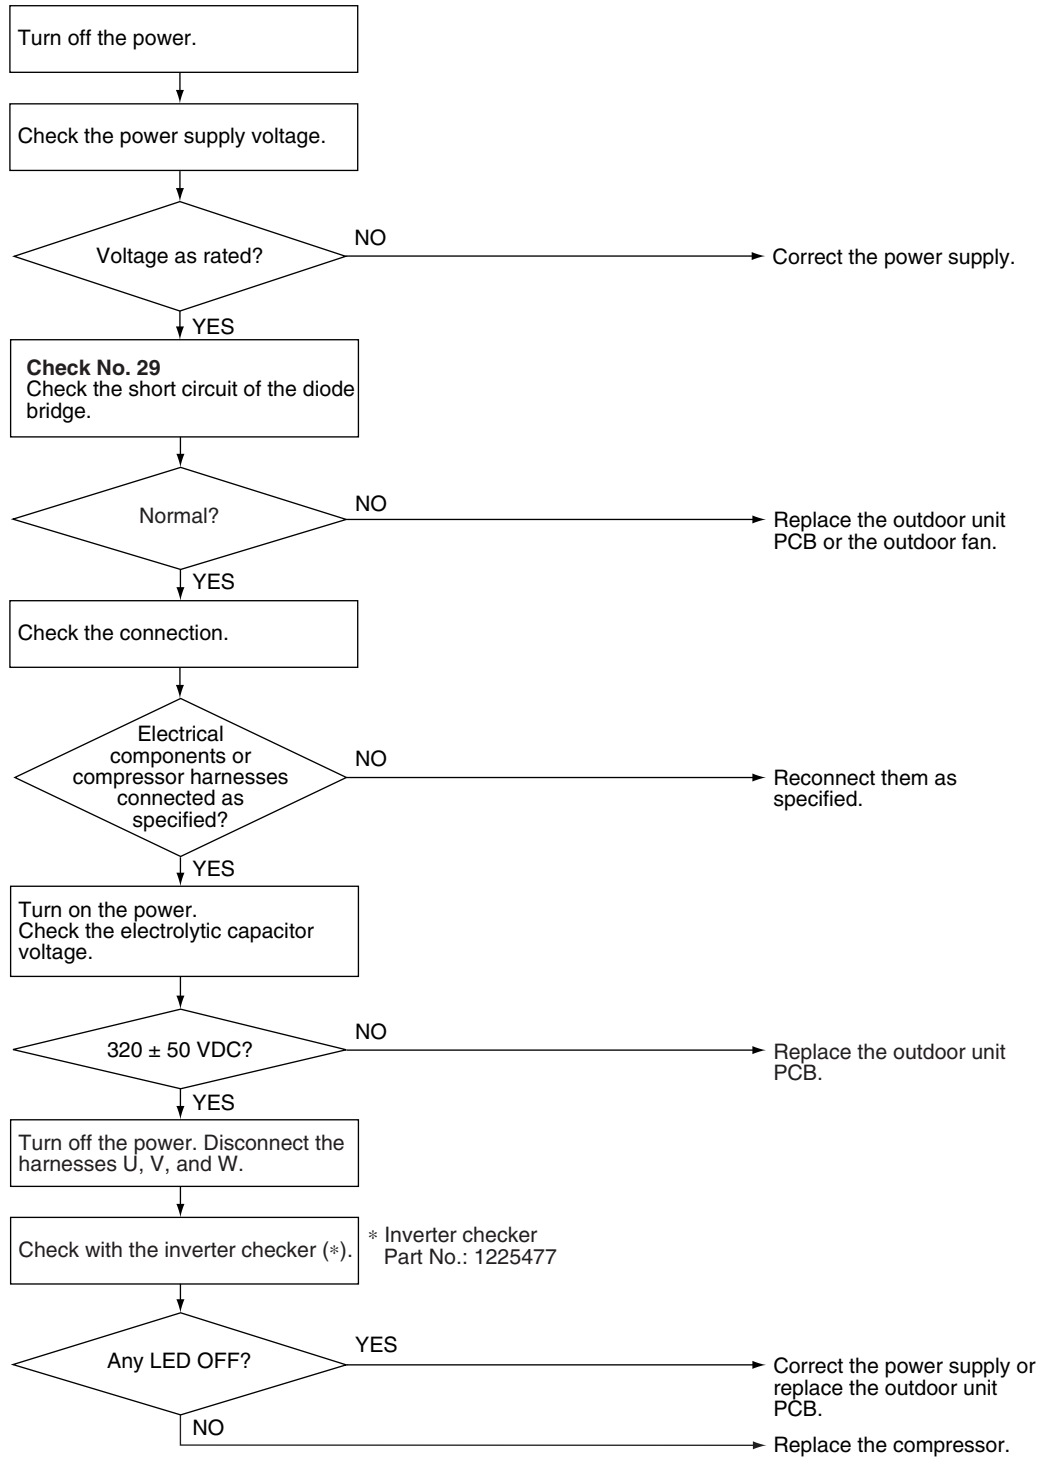 Turn off the power.
Check the power supply voltage.
Voltage as rated?
NO
Correct the power supply.
YES
Check No. 29
Check the short circuit of the diode
bridge.
Normal?
NO
Replace the outdoor unit
PCB or the outdoor fan.
YES
Check the connection.
Electrical
components or
compressor harnesses
connected as
specified?
NO
Reconnect them as
specified.
YES
Turn on the power.
Check the electrolytic capacitor
voltage.
320 ± 50 VDC?
NO
Replace the outdoor unit
PCB.
YES
Turn off the power. Disconnect the
harnesses U, V, and W.
Check with the inverter checker (∗).
∗ Inverter checker
Part No.: 1225477
Any LED OFF?
YES
Correct the power supply or
replace the outdoor unit
PCB.
NO
Replace the compressor.